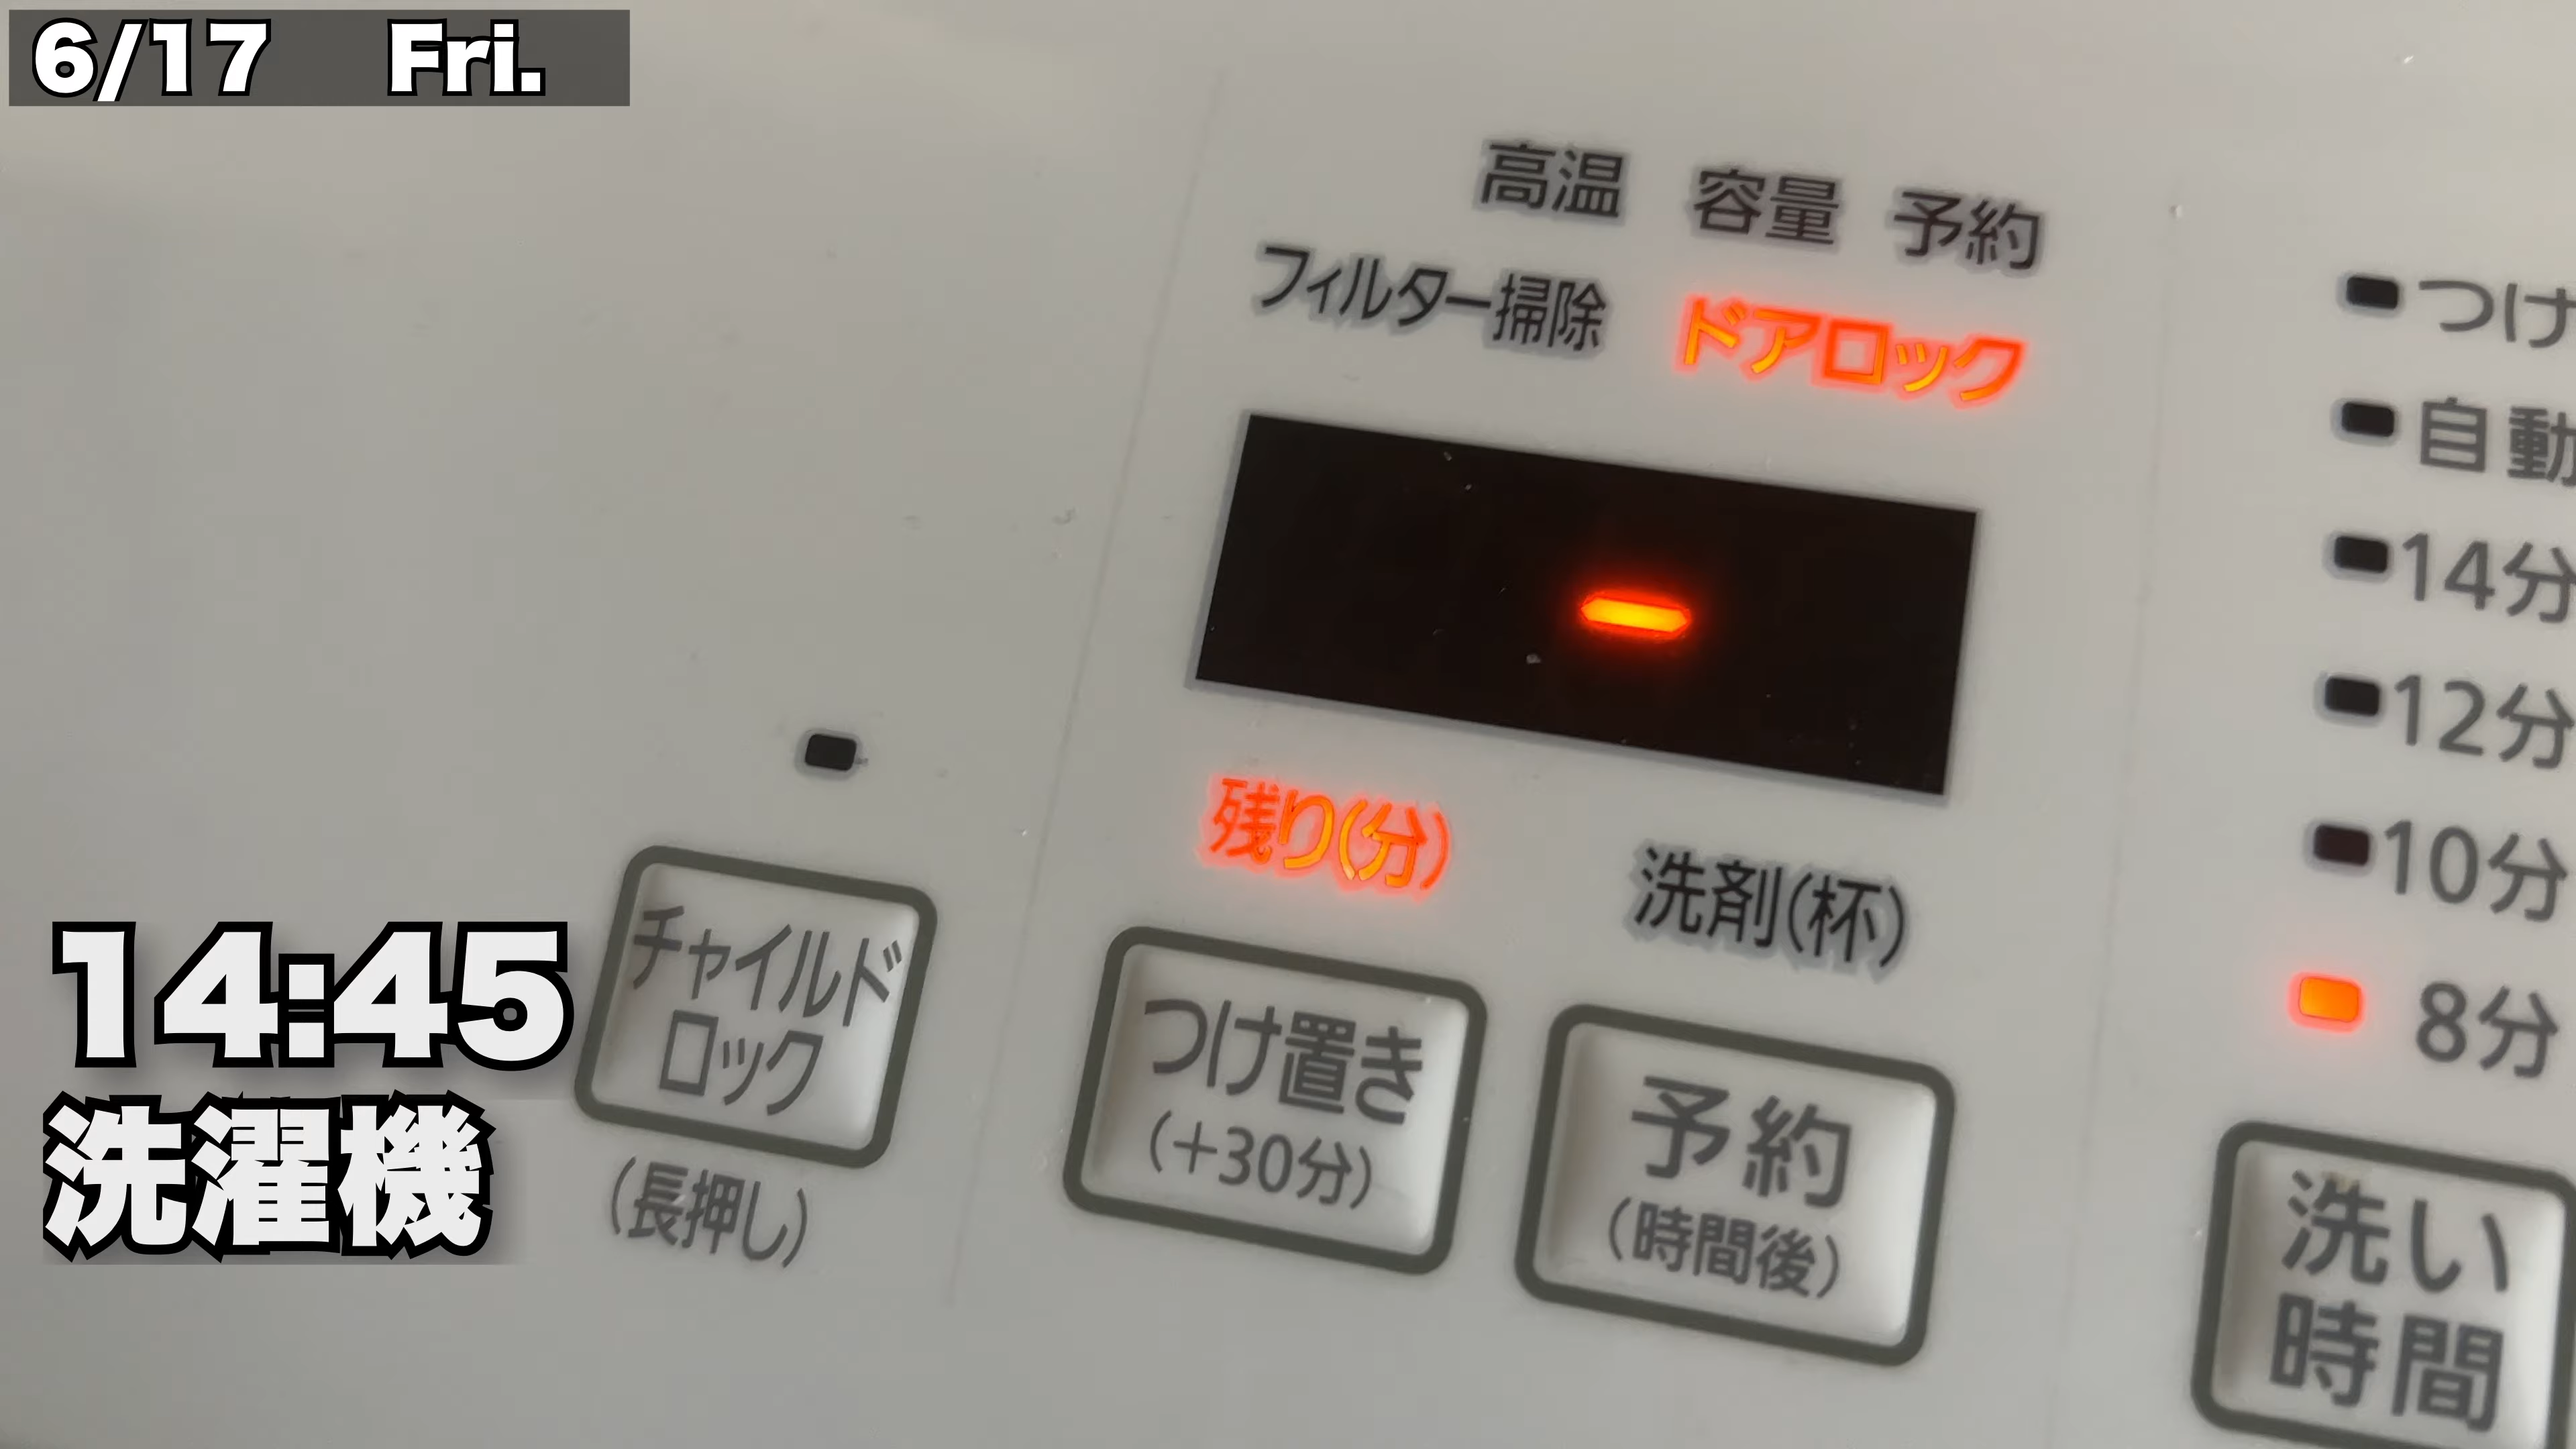 6/17 Fri.
高温 容量 予約
フィルター掃除 ドアロック
残り(分) 洗剤(杯)
チャイルド
ロック
(長押し)
つけ置き
(+30分)
予約
(時間後)
つけ
自動
14分
12分
10分
8分
洗い
時間
14:45
洗濯機